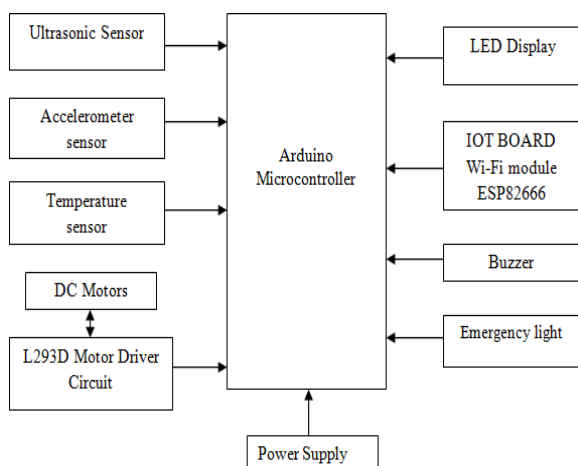 Ultrasonic Sensor
Accelerometer
sensor
Temperature
sensor
DC Motors
L293D Motor Driver
Circuit
Arduino
Microcontroller
LED Display
IOT BOARD
Wi-Fi module
ESP82666
Buzzer
Emergency light
Power Supply